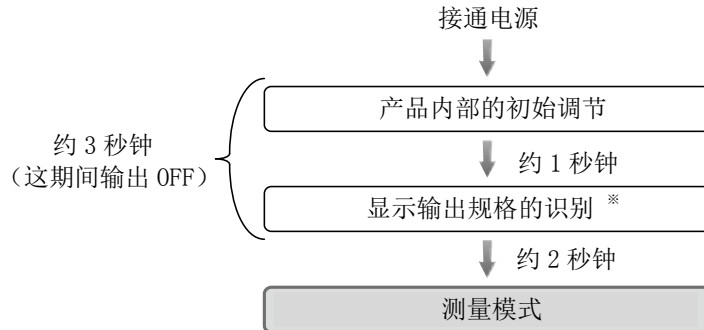 接通电源
产品内部的初始调节
约 3 秒钟
（这期间输出 OFF）
约 1 秒钟
显示输出规格的识别 ※
约 2 秒钟
测量模式